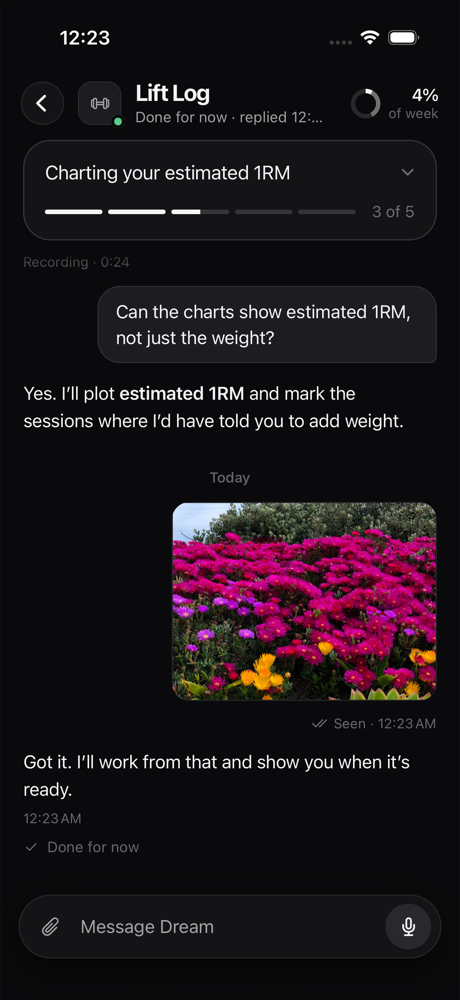 12:23
Lift Log
Done for now · replied 12:...
4%
of week
Charting your estimated 1RM
3 of 5
Recording · 0:24
Can the charts show estimated 1RM,
not just the weight?
Yes. I’ll plot estimated 1RM and mark the
sessions where I’d have told you to add weight.
Today
Seen · 12:23 AM
Got it. I’ll work from that and show you when it’s
ready.
12:23 AM
Done for now
Message Dream